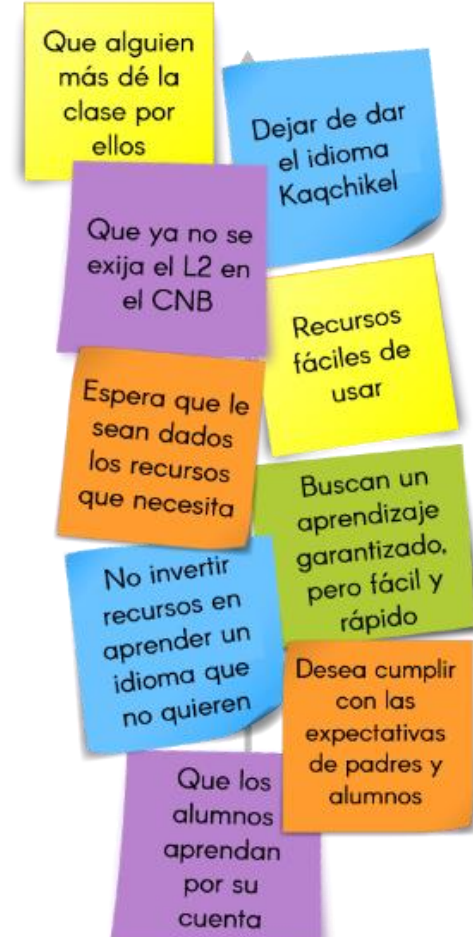 Que alguien
más dé la
clase por
ellos
Dejar de dar
el idioma
Kaqchikel
Que ya no se
exija el L2 en
el CNB
Recursos
fáciles de
usar
Espera que le
sean dados
los recursos
que necesita
Buscan un
aprendizaje
garantizado,
pero fácil y
rápido
No invertir
recursos en
aprender un
idioma que
no quieren
Desea cumplir
con las
expectativas
de padres y
alumnos
Que los
alumnos
aprendan
por su
cuenta